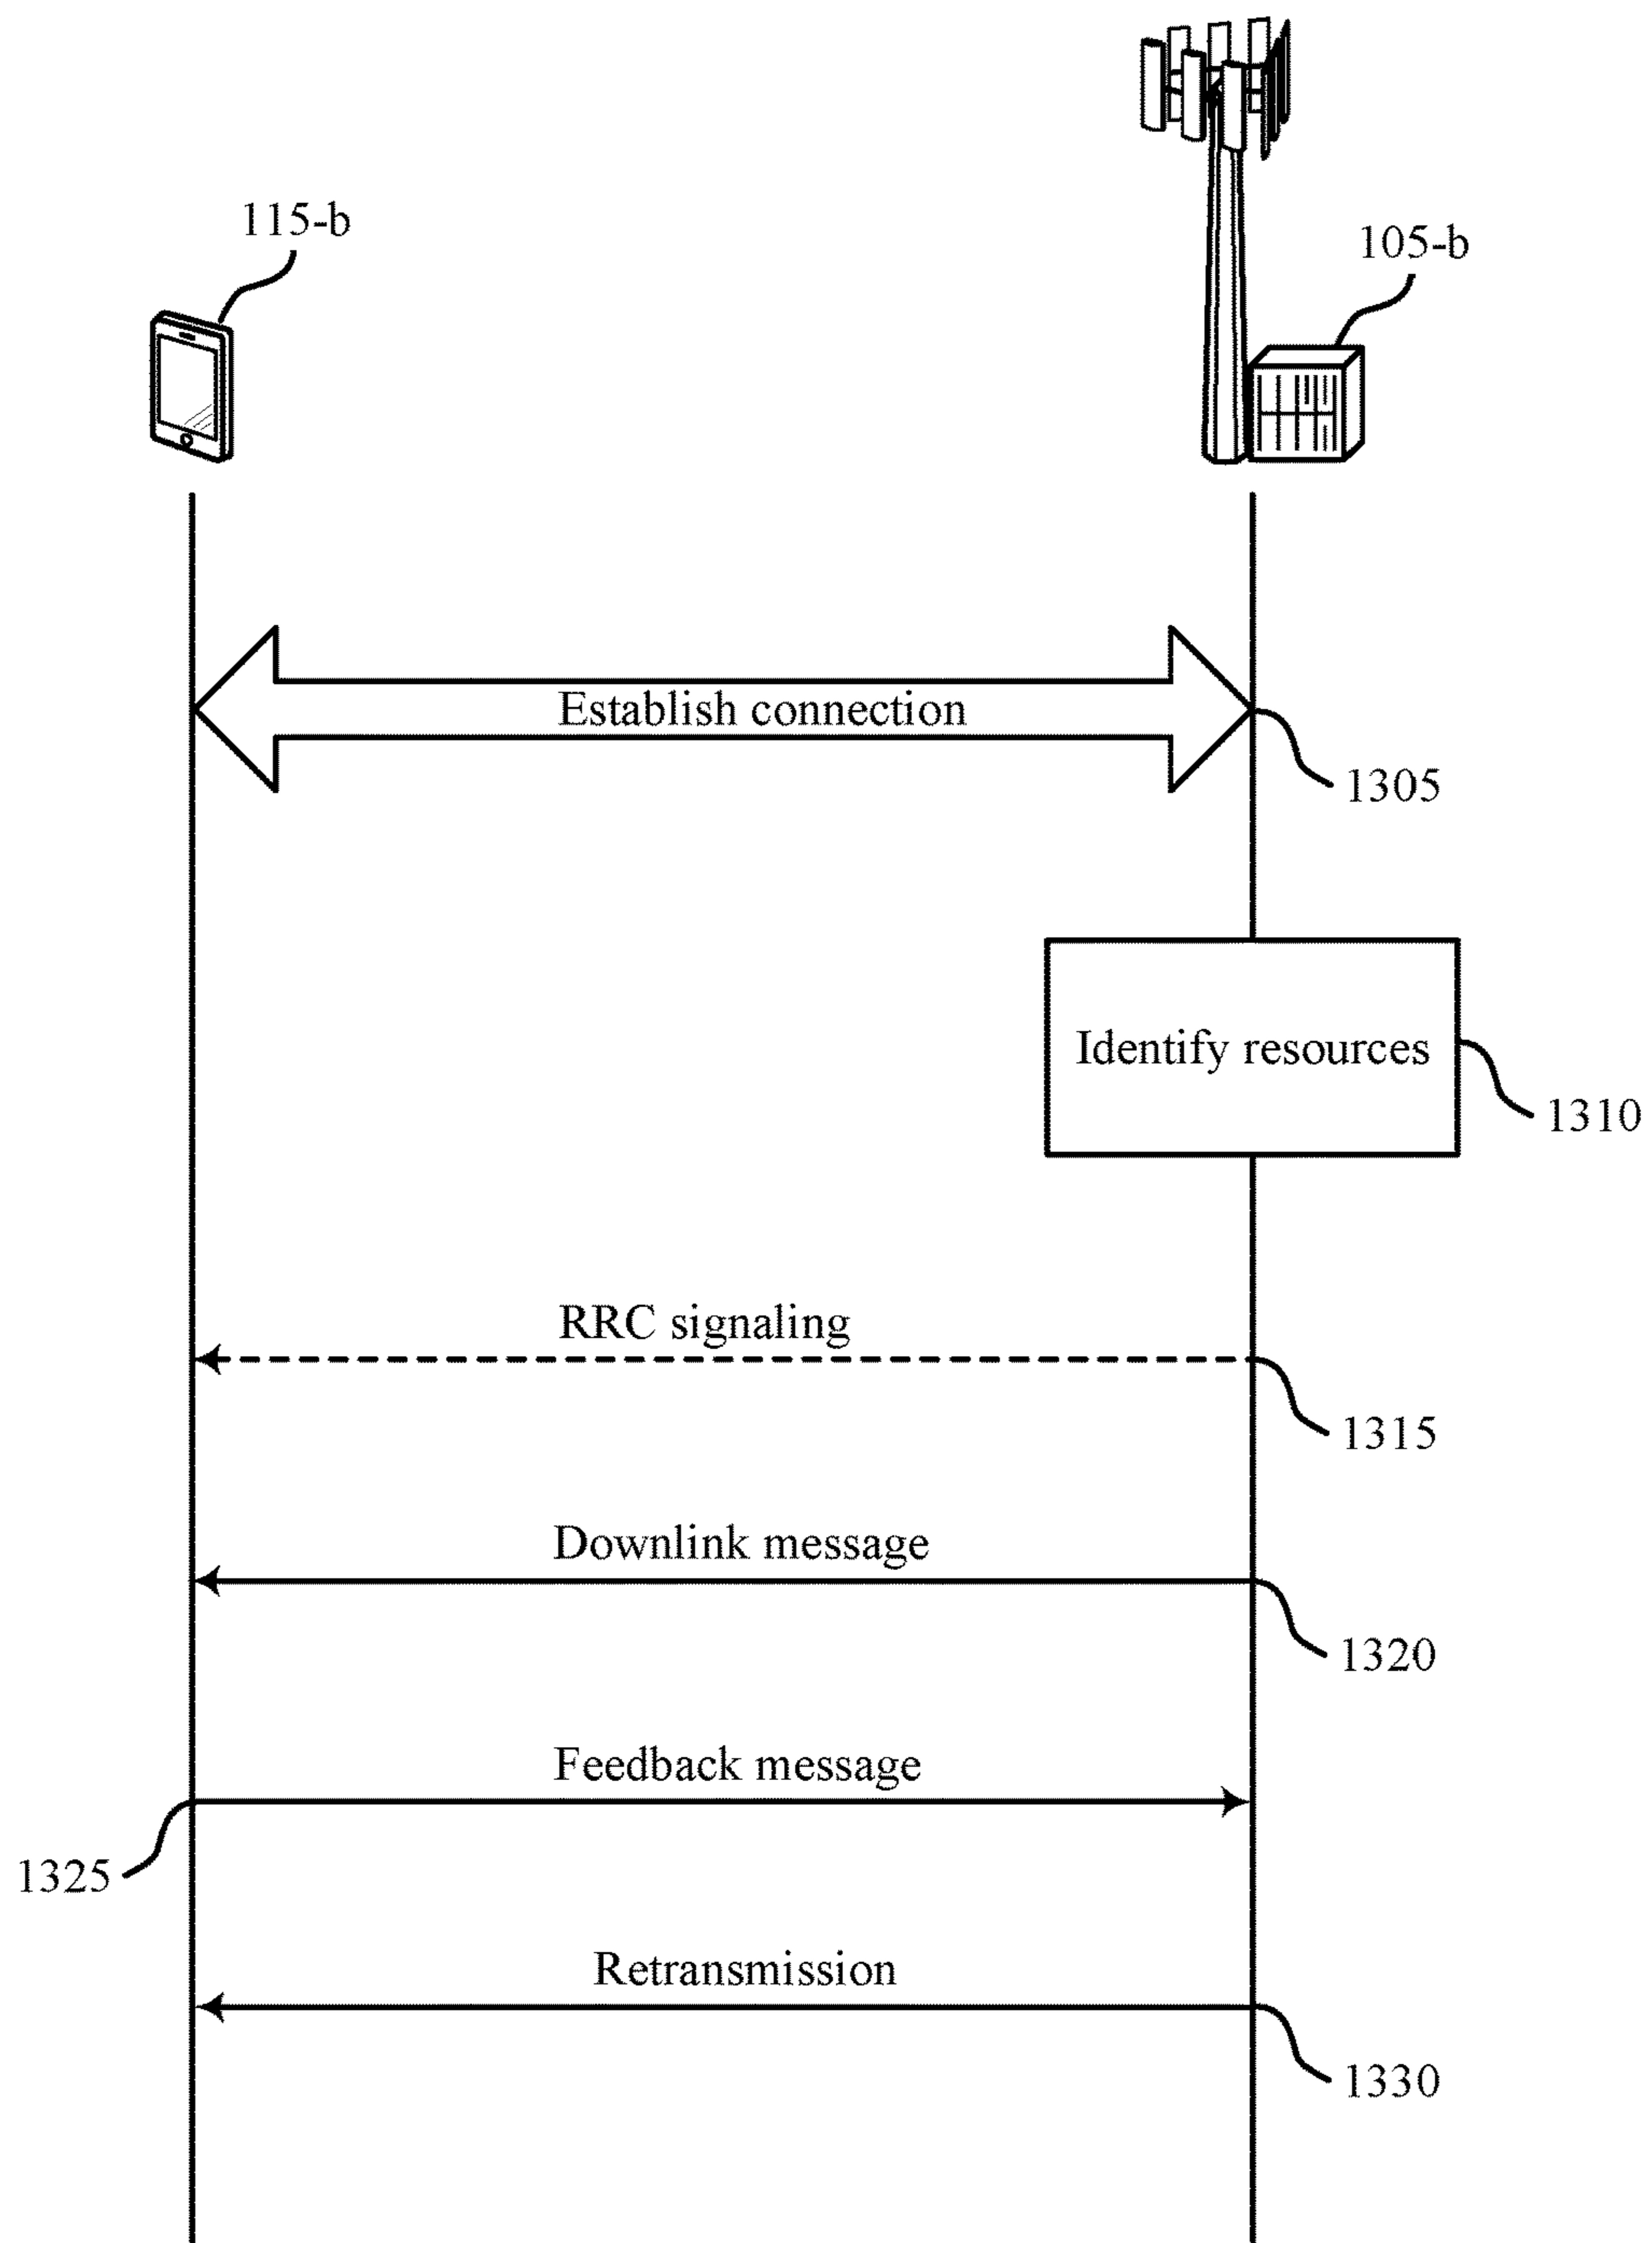 115-b
105-b
Establish connection
1305
Identify resources
1310
RRC signaling
1315
Downlink message
1320
Feedback message
1325
Retransmission
1330